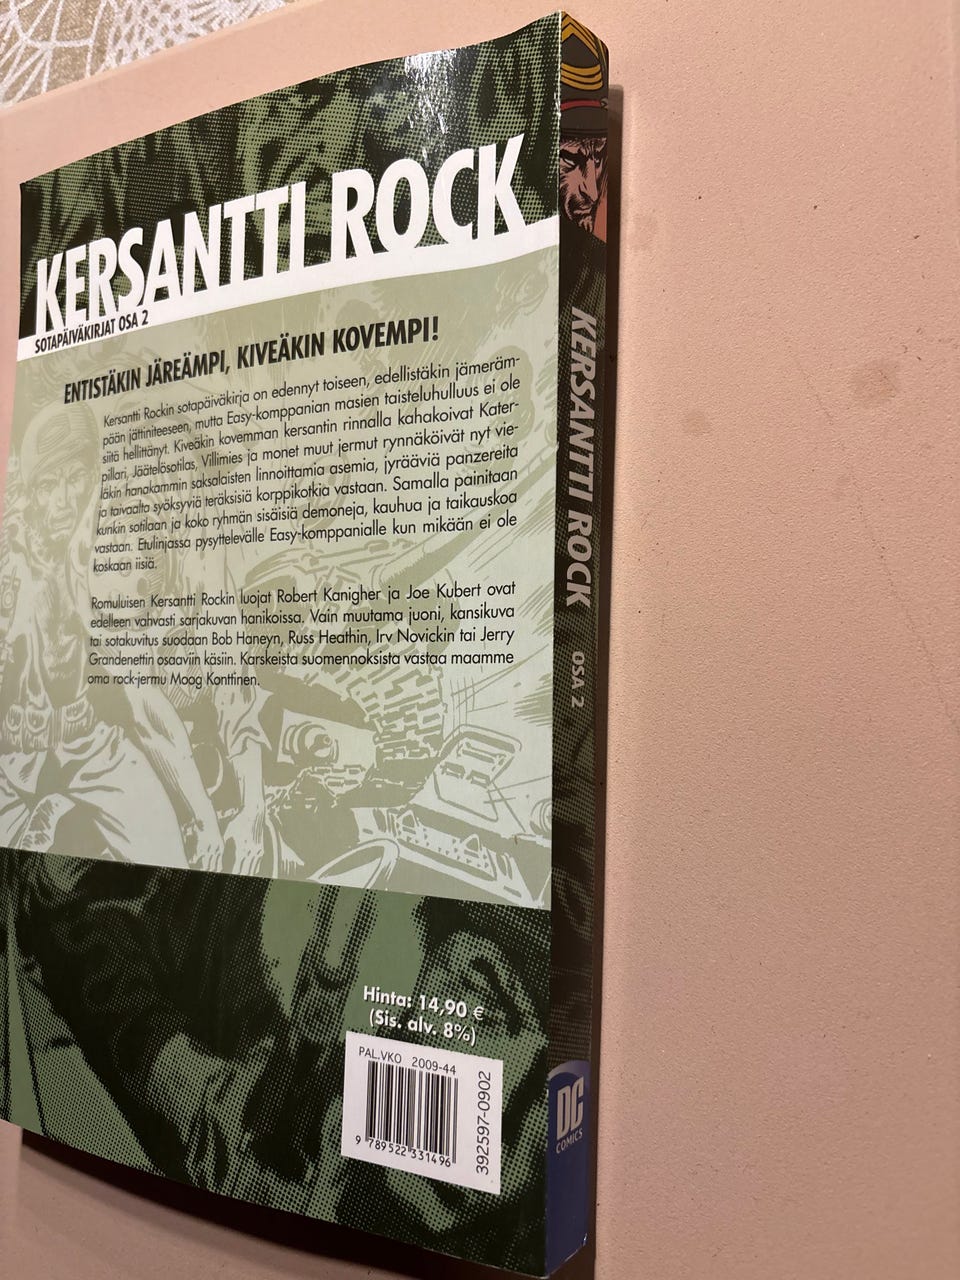 KERSANTTI ROCK
SOTAPÄIVÄKIRJAT OSA 2
ENTISTÄKIN JÄREÄMPI, KIVEÄKIN KOVEMPI!
Kersantti Rockin sotapäiväkirja on edennyt toiseen, edellistäkin jämeräm-
pään jättiniteeseen, mutta Easy-komppanian masien taisteluhulluus ei ole
siitä hellittänyt. Kiveäkin kovemman kersantin rinnalla kahakoivat Kater-
pillari, Jäätelösotilas, Villimies ja monet muut jermut rynnäköivät nyt vie-
läkin hanakammin saksalaisten linnoittamia asemia, jyrääviä panzereita
ja taivaalta syöksyviä teräksisiä korppikotkia vastaan. Samalla painitaan
kunkin sotilaan ja koko ryhmän sisäisiä demoneja, kauhua ja taikauskoa
vastaan. Etulinjassa pysyttelevälle Easy-komppanialle kun mikään ei ole
koskaan iisiä.
Romuluisen Kersantti Rockin luojat Robert Kanigher ja Joe Kubert ovat
edelleen vahvasti sarjakuvan hanikoissa. Vain muutama juoni, kansikuva
tai sotakuvitus suodaan Bob Haneyn, Russ Heathin, Irv Novickin tai Jerry
Grandenettin osaaviin käsiin. Karskeista suomennoksista vastaa maamme
oma rock-jermu Moog Konttinen.
Hinta: 14,90 €
(Sis. alv. 8%)
PAL.VKO 2009-44
9 789522 331496
392597-0902
KERSANTTI ROCK OSA 2
DC
COMICS